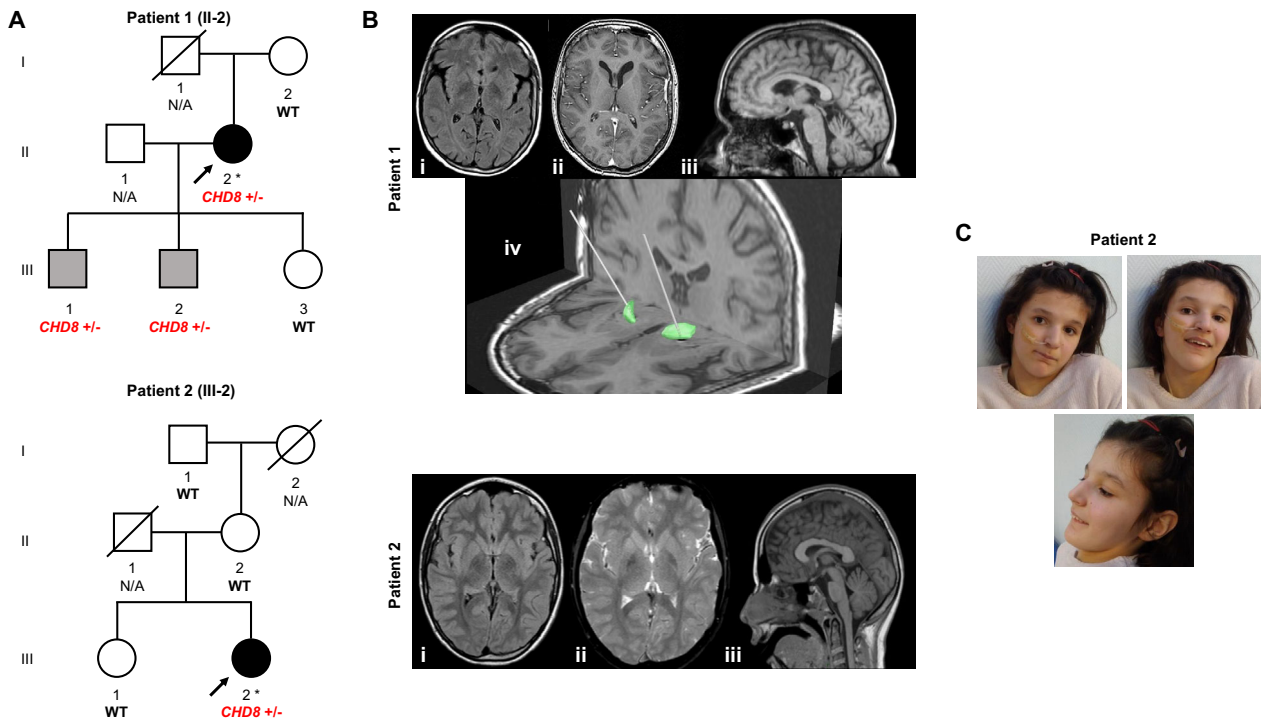 A
Patient 1 (II-2)
I
1
N/A
2
WT
II
1
N/A
2 *
CHD8 +/-
III
1
CHD8 +/-
2
CHD8 +/-
3
WT
Patient 2 (III-2)
I
1
WT
2
N/A
II
1
N/A
2
WT
III
1
WT
2 *
CHD8 +/-
B
Patient 1
i
ii
iii
iv
Patient 2
i
ii
iii
C
Patient 2